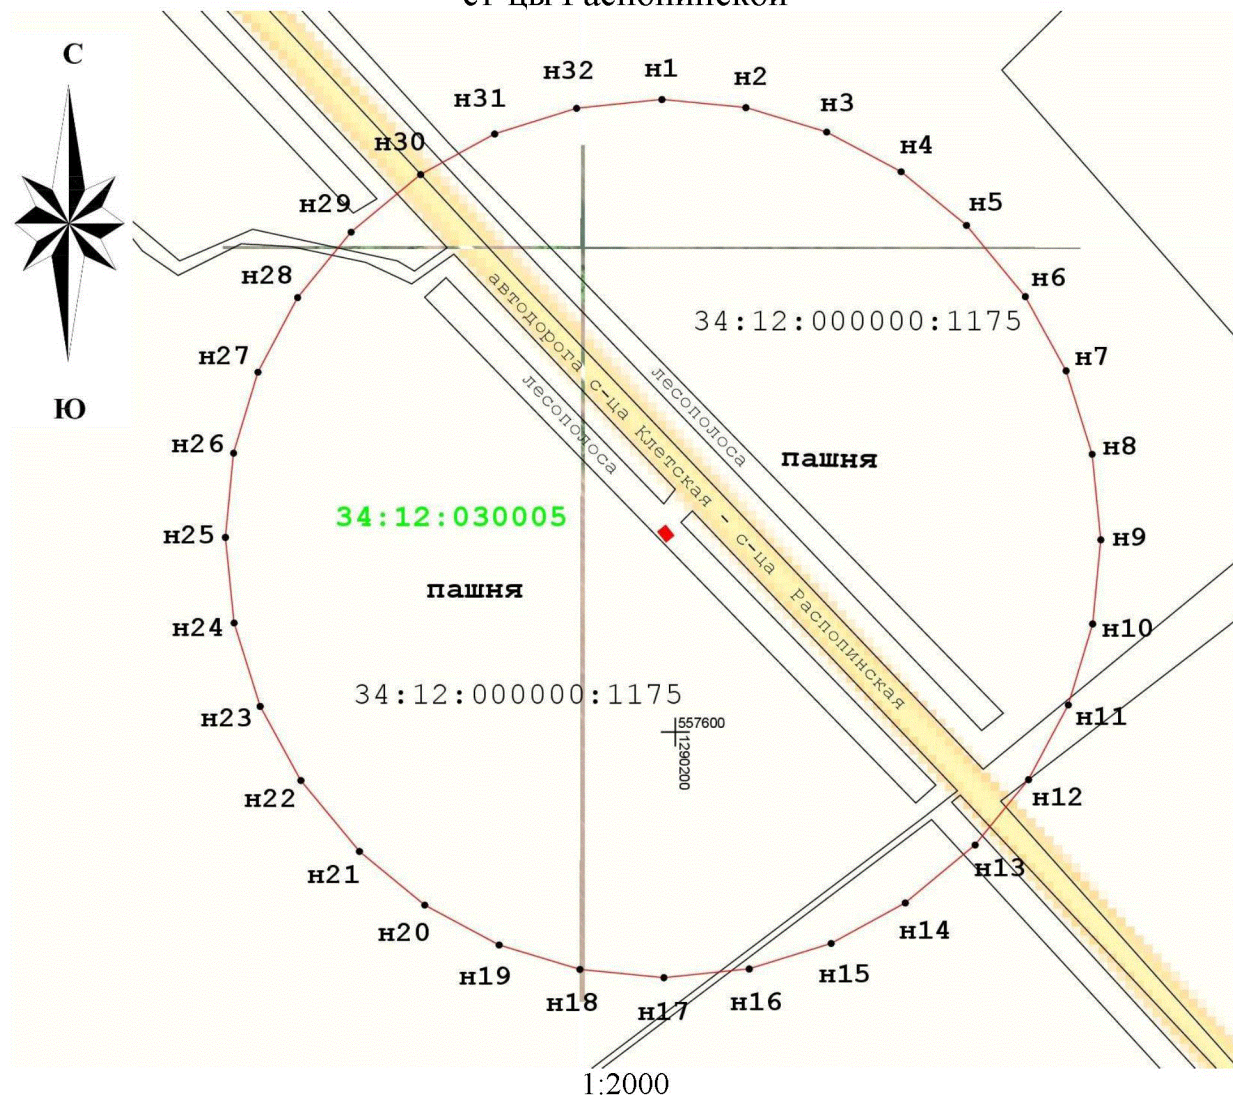 ст-цы Распопинской
С
Ю
н32
н1
н2
н31
н3
н30
н4
н29
н5
н28
н6
автодорога с-ца Клетская - с-ца Распопинская
34:12:000000:1175
н27
н7
лесополоса
лесополоса
н26
пашня
н8
34:12:030005
н25
н9
пашня
н24
н10
34:12:000000:1175
н23
н11
557600
1290200
н22
н12
н21
н13
н20
н14
н19
н15
н18
н17
н16
1:2000